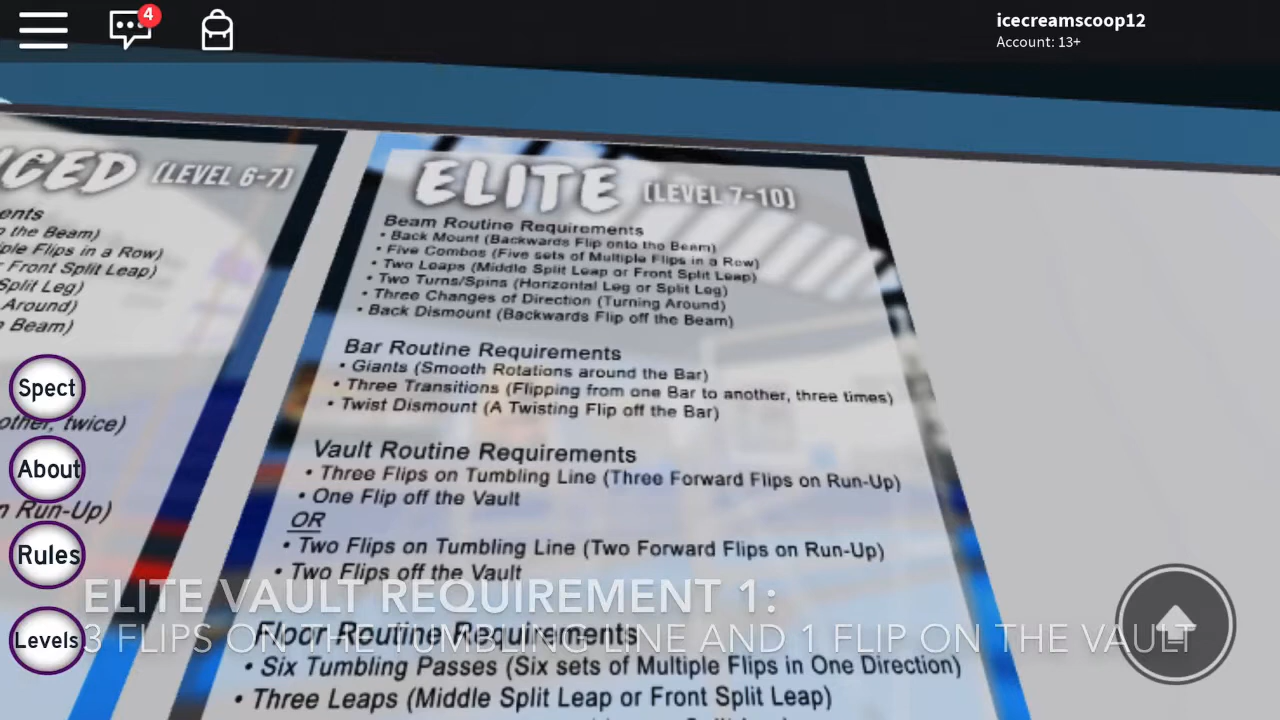 4
icecreamscoop12
Account: 13+
CED (LEVEL 6-7)
ents
the Beam)
ple Flips in a Row)
Front Split Leap)
Split Leg)
Around)
Beam)
other, twice)
n Run-Up)
ELITE (LEVEL 7-10)
Beam Routine Requirements
• Back Mount (Backwards Flip onto the Beam)
• Five Combos (Five sets of Multiple Flips in a Row)
• Two Leaps (Middle Split Leap or Front Split Leap)
• Two Turns/Spins (Horizontal Leg or Split Leg)
• Three Changes of Direction (Turning Around)
• Back Dismount (Backwards Flip off the Beam)
Bar Routine Requirements
• Giants (Smooth Rotations around the Bar)
• Three Transitions (Flipping from one Bar to another, three times)
• Twist Dismount (A Twisting Flip off the Bar)
Vault Routine Requirements
• Three Flips on Tumbling Line (Three Forward Flips on Run-Up)
• One Flip off the Vault
OR
• Two Flips on Tumbling Line (Two Forward Flips on Run-Up)
• Two Flips off the Vault
Floor Routine Requirements
• Six Tumbling Passes (Six sets of Multiple Flips in One Direction)
• Three Leaps (Middle Split Leap or Front Split Leap)
Spect
About
Rules
Levels
ELITE VAULT REQUIREMENT 1:
3 FLIPS ON THE TUMBLING LINE AND 1 FLIP ON THE VAULT